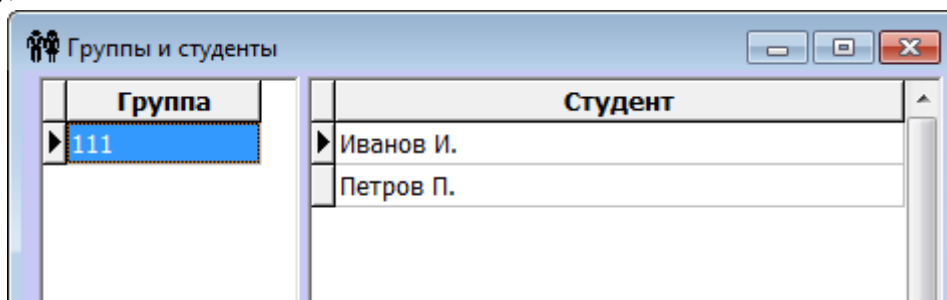 Группы и студенты
Группа
Студент
111
Иванов И.
Петров П.